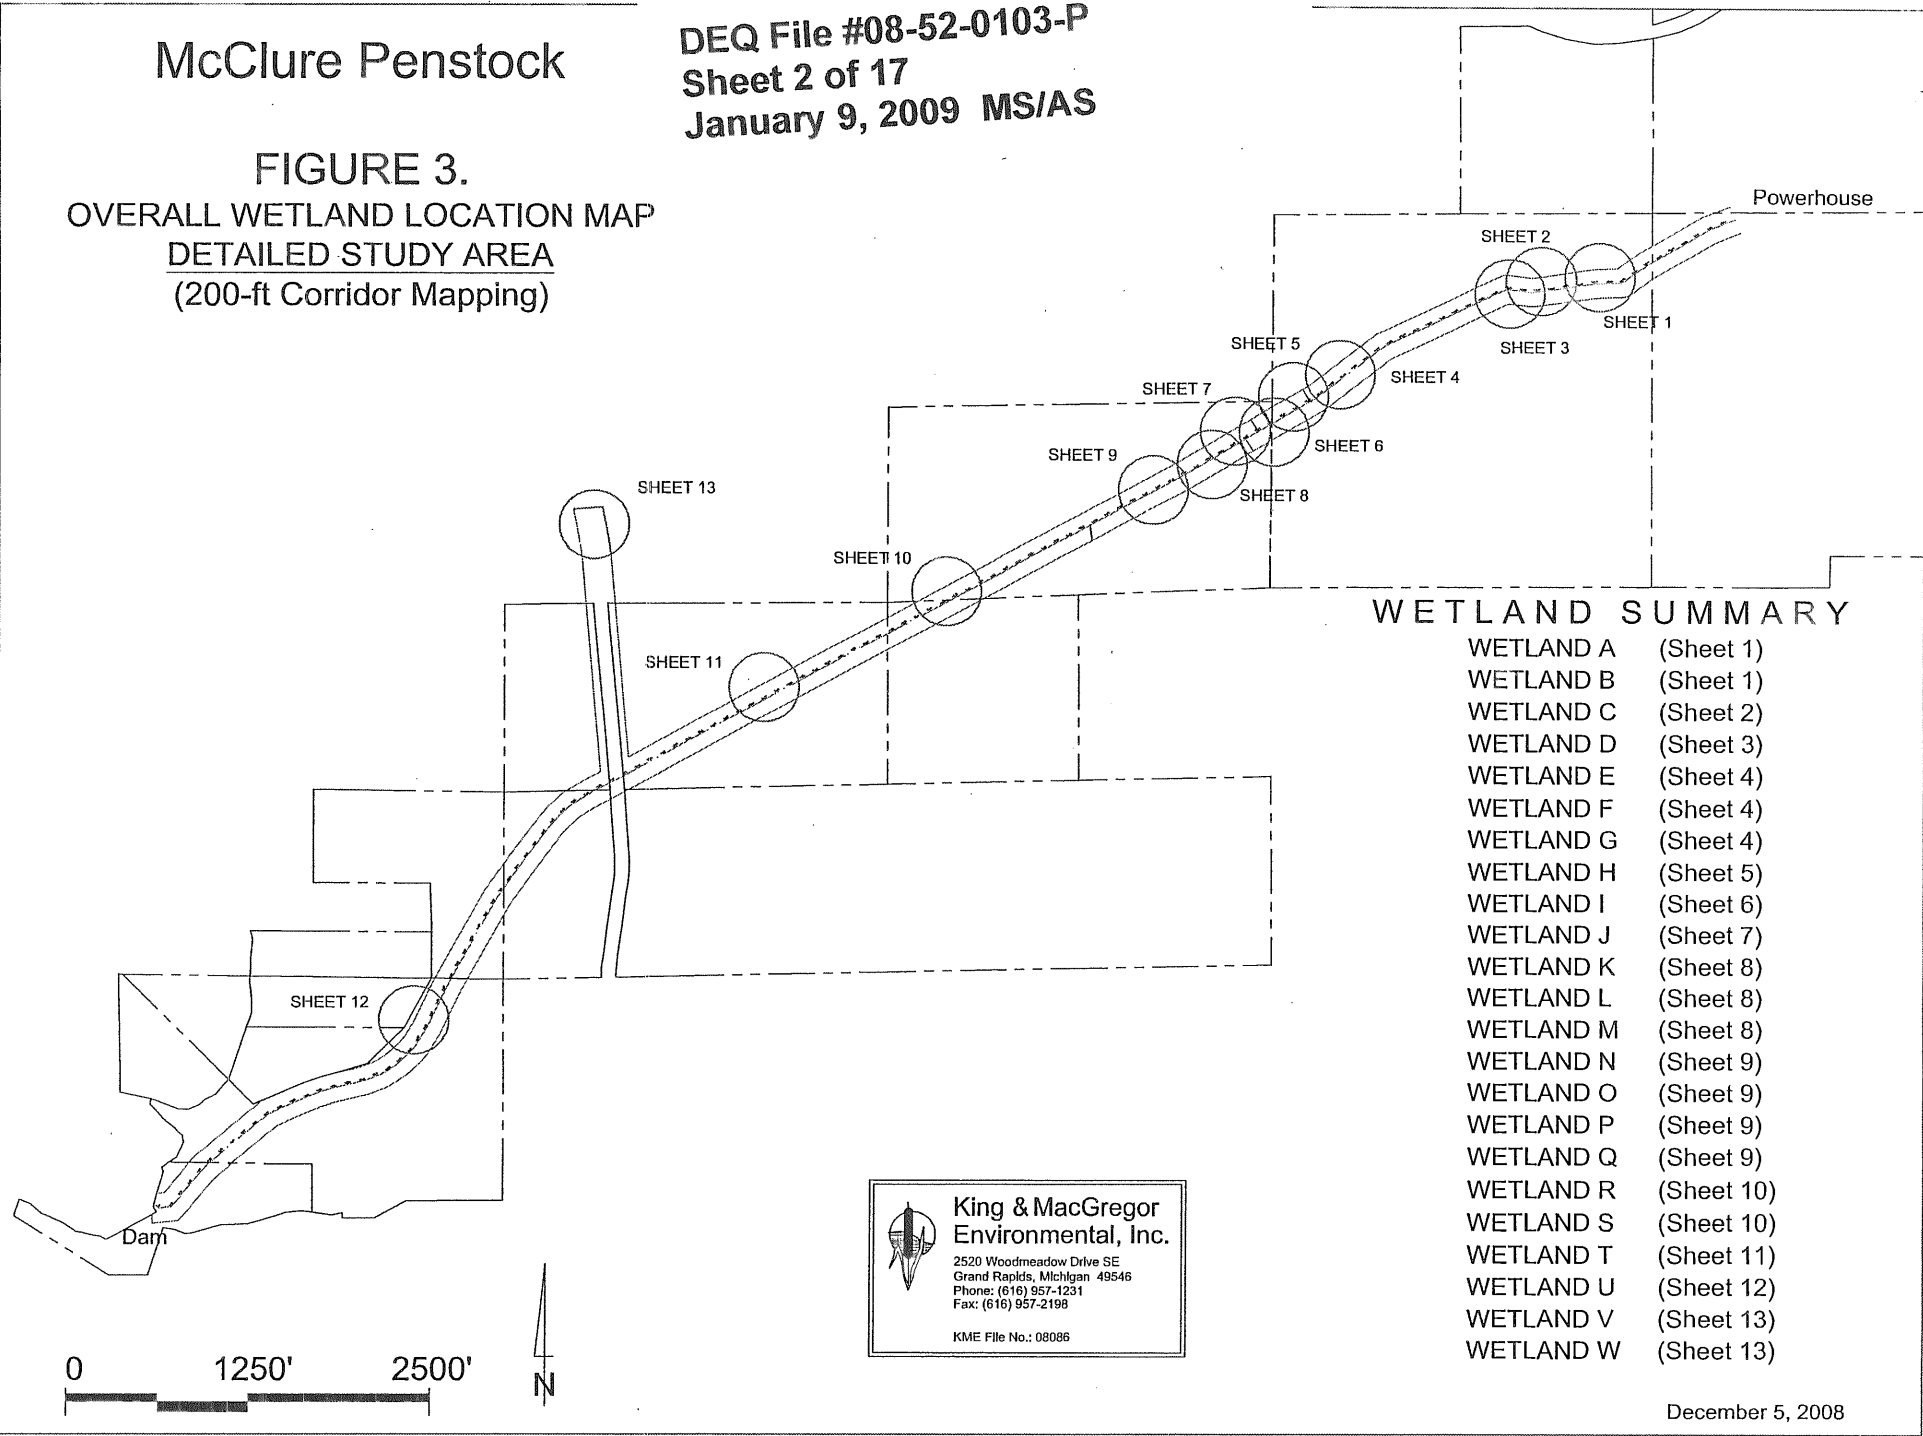 McClure Penstock
DEQ File #08-52-0103-P
Sheet 2 of 17
January 9, 2009 MS/AS
FIGURE 3.
OVERALL WETLAND LOCATION MAP
DETAILED STUDY AREA
(200-ft Corridor Mapping)
Powerhouse
SHEET 2
SHEET 1
SHEET 3
SHEET 5
SHEET 4
SHEET 7
SHEET 6
SHEET 9
SHEET 8
SHEET 13
SHEET 10
SHEET 11
SHEET 12
Dam
WETLAND SUMMARY
WETLAND A (Sheet 1)
WETLAND B (Sheet 1)
WETLAND C (Sheet 2)
WETLAND D (Sheet 3)
WETLAND E (Sheet 4)
WETLAND F (Sheet 4)
WETLAND G (Sheet 4)
WETLAND H (Sheet 5)
WETLAND I (Sheet 6)
WETLAND J (Sheet 7)
WETLAND K (Sheet 8)
WETLAND L (Sheet 8)
WETLAND M (Sheet 8)
WETLAND N (Sheet 9)
WETLAND O (Sheet 9)
WETLAND P (Sheet 9)
WETLAND Q (Sheet 9)
WETLAND R (Sheet 10)
WETLAND S (Sheet 10)
WETLAND T (Sheet 11)
WETLAND U (Sheet 12)
WETLAND V (Sheet 13)
WETLAND W (Sheet 13)
King & MacGregor
Environmental, Inc.
2520 Woodmeadow Drive SE
Grand Rapids, Michigan 49546
Phone: (616) 957-1231
Fax: (616) 957-2198
KME File No.: 08086
0 1250' 2500'
N
December 5, 2008